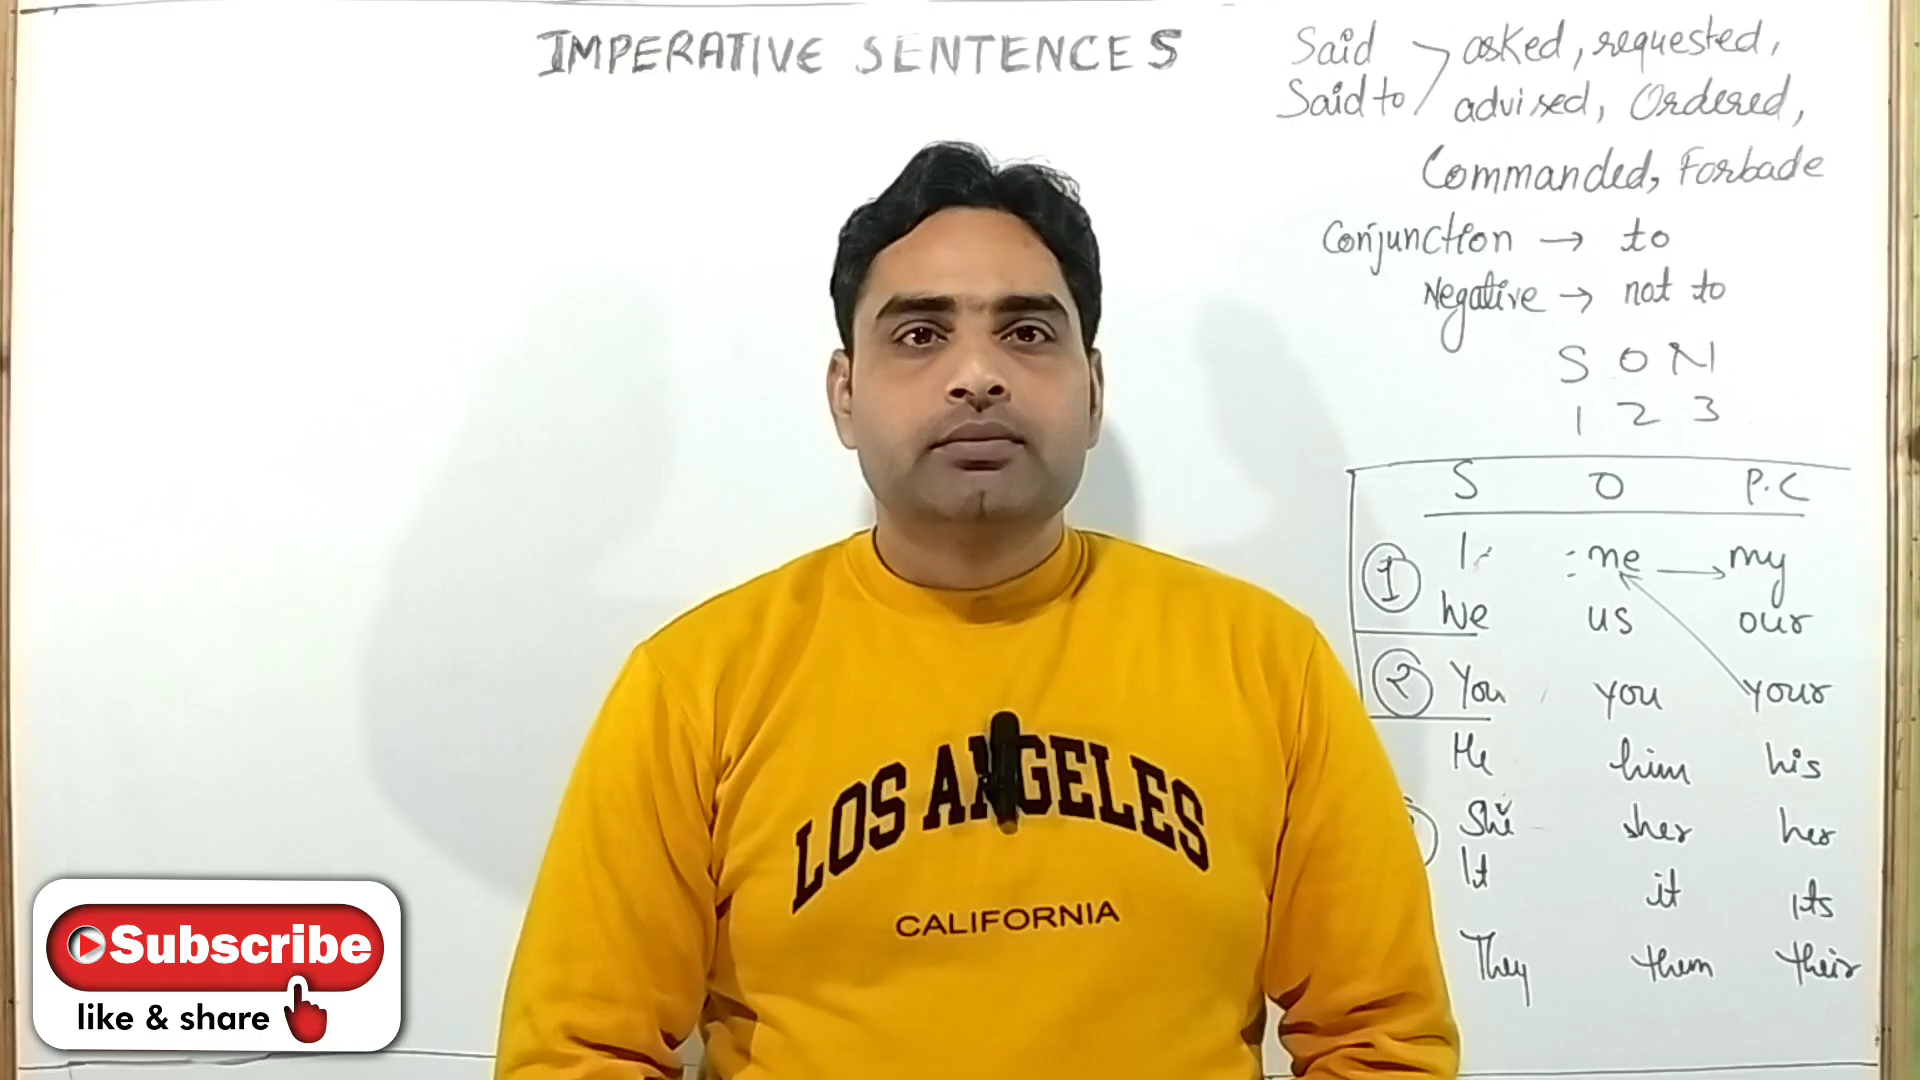 IMPERATIVE SENTENCES
Said asked, requested,
Said to advised, Ordered,
Commanded, Forbade
Conjunction → to
Negative → not to
S O N
1 2 3
S O P.C
1 I me → my
We us our
२ You you your
He him his
She sher her
It it its
They them their
LOS ANGELES
CALIFORNIA
Subscribe
like & share